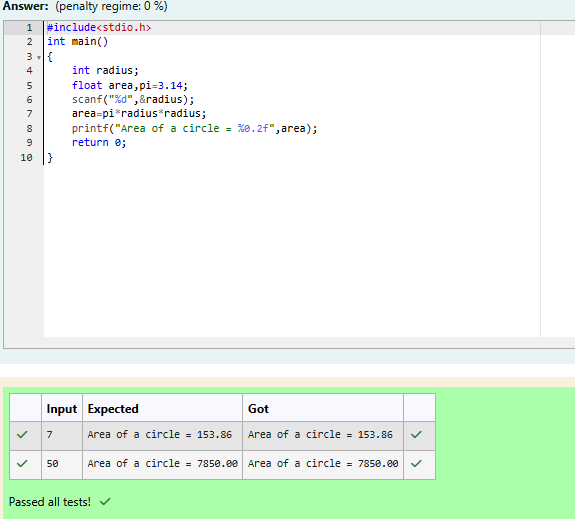 Answer: (penalty regime: 0 %)
1 #include<stdio.h>
2 int main()
3 {
4 int radius;
5 float area,pi=3.14;
6 scanf("%d",&radius);
7 area=pi*radius*radius;
8 printf("Area of a circle = %0.2f",area);
9 return 0;
10 }
Input Expected Got
7 Area of a circle = 153.86 Area of a circle = 153.86
50 Area of a circle = 7850.00 Area of a circle = 7850.00
Passed all tests!